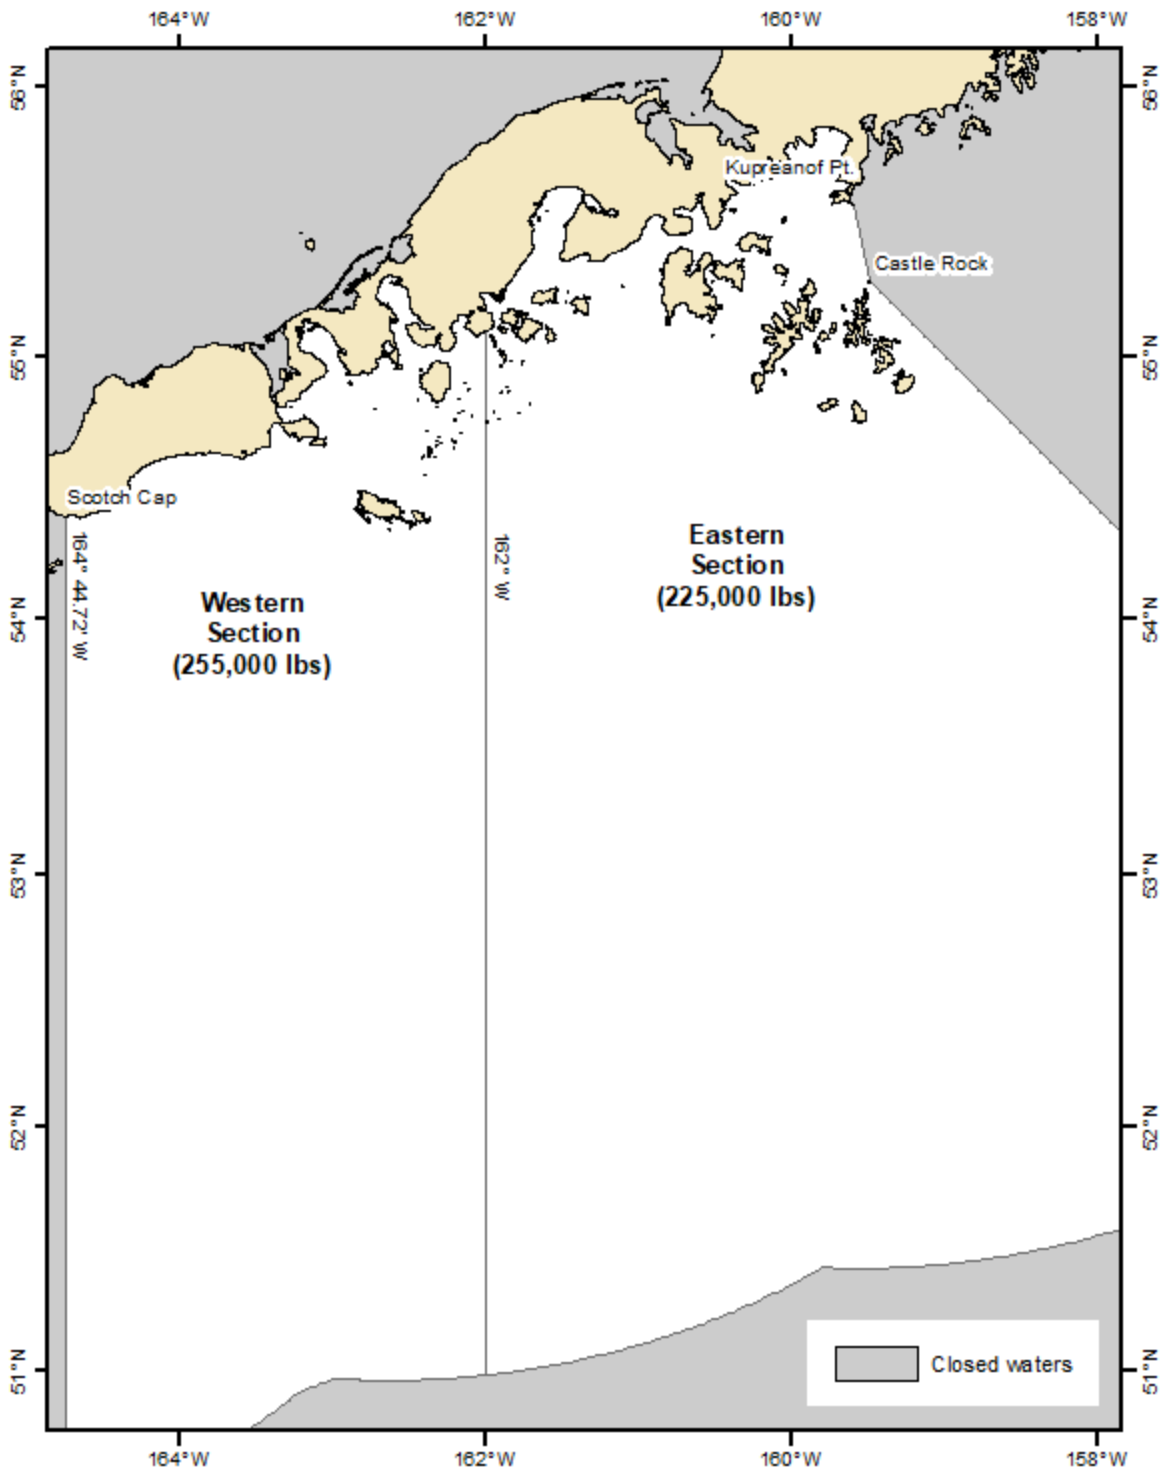 164°W
162°W
160°W
158°W
56°N
56°N
Kupreanof Pt.
Castle Rock
55°N
55°N
Scotch Cap
164° 44.72' W
162° W
Eastern
Section
(225,000 lbs)
Western
Section
(255,000 lbs)
54°N
54°N
53°N
53°N
52°N
52°N
51°N
51°N
Closed waters
164°W
162°W
160°W
158°W